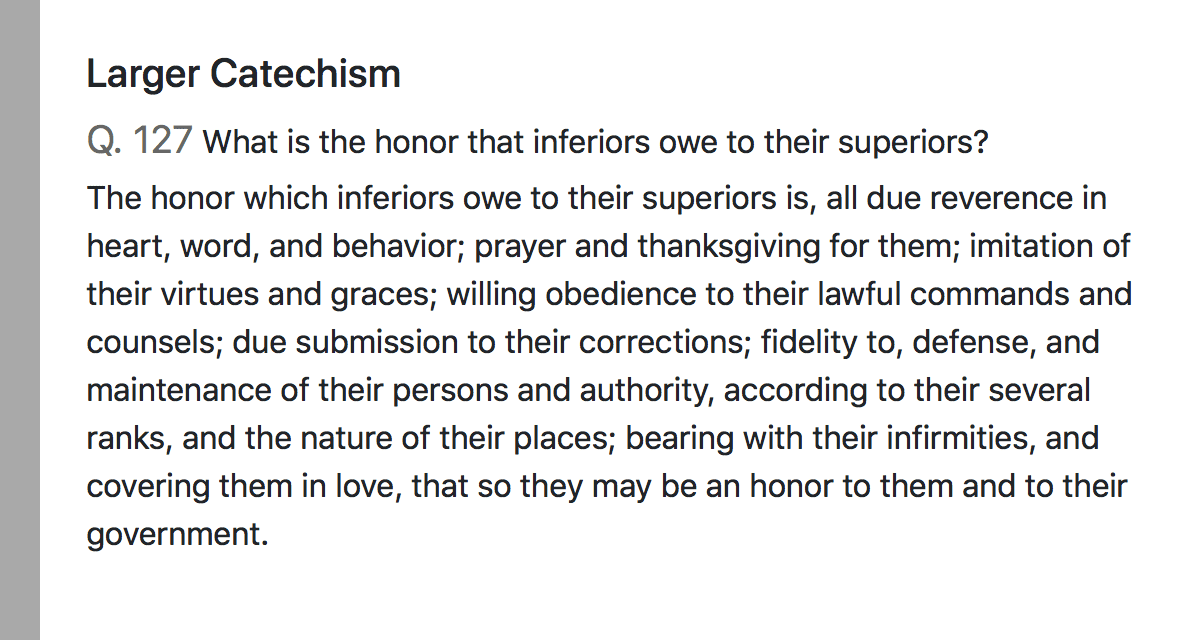 Larger Catechism
Q. 127 What is the honor that inferiors owe to their superiors?
The honor which inferiors owe to their superiors is, all due reverence in
heart, word, and behavior; prayer and thanksgiving for them; imitation of
their virtues and graces; willing obedience to their lawful commands and
counsels; due submission to their corrections; fidelity to, defense, and
maintenance of their persons and authority, according to their several
ranks, and the nature of their places; bearing with their infirmities, and
covering them in love, that so they may be an honor to them and to their
government.